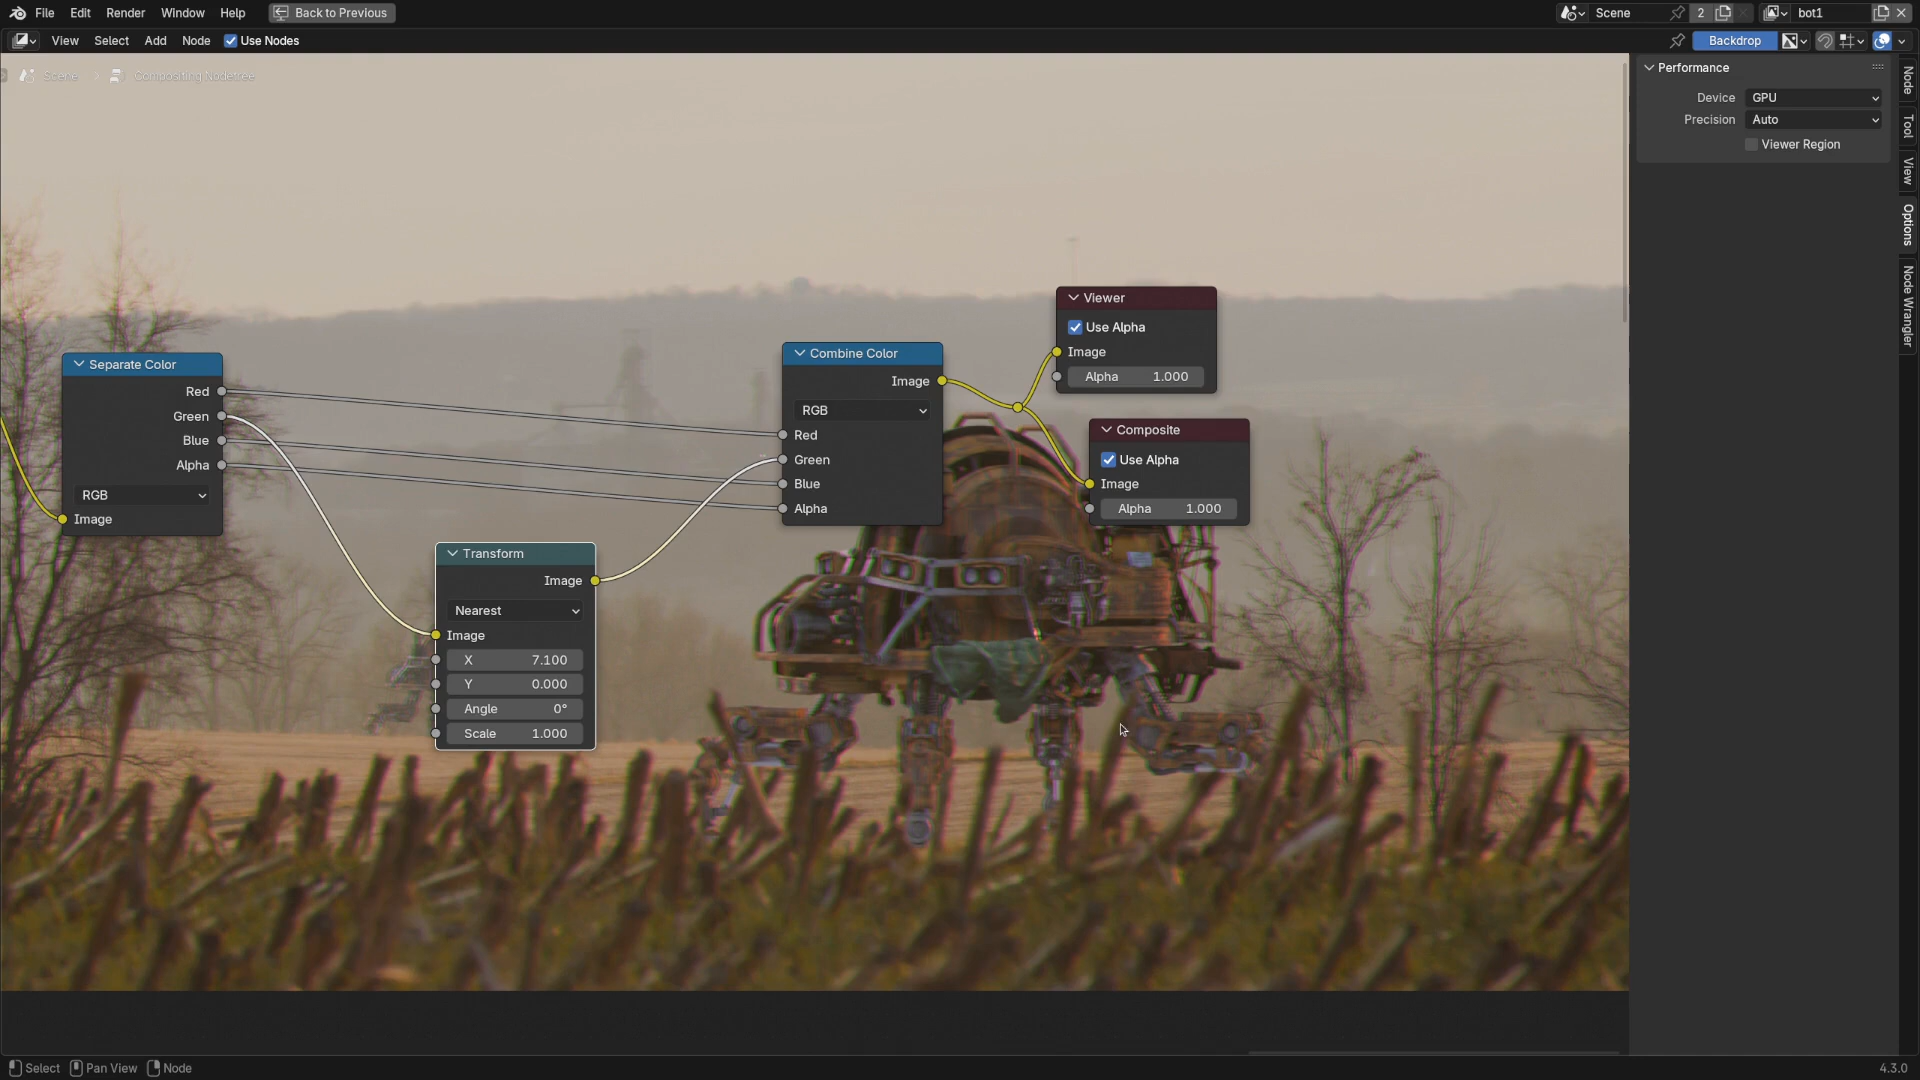 File Edit Render Window Help Back to Previous Scene 2 bot1
View Select Add Node Use Nodes Backdrop
Scene Compositing Nodetree
Performance
Device GPU
Precision Auto
Viewer Region
Node
Tool
View
Options
Node Wrangler
Separate Color
Red
Green
Blue
Alpha
RGB
Image
Transform
Image
Nearest
Image
X 7.100
Y 0.000
Angle 0°
Scale 1.000
Combine Color
Image
RGB
Red
Green
Blue
Alpha
Viewer
Use Alpha
Image
Alpha 1.000
Composite
Use Alpha
Image
Alpha 1.000
Select Pan View Node 4.3.0